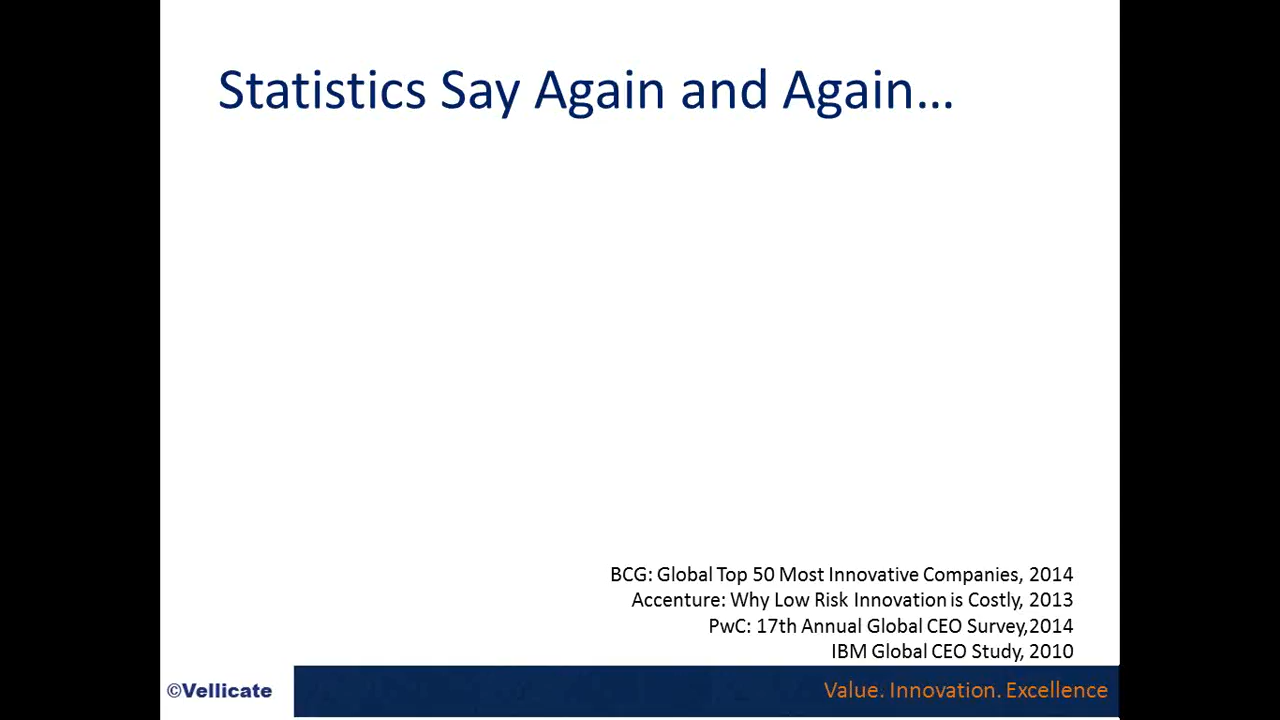 Statistics Say Again and Again...
BCG: Global Top 50 Most Innovative Companies, 2014
Accenture: Why Low Risk Innovation is Costly, 2013
PwC: 17th Annual Global CEO Survey,2014
IBM Global CEO Study, 2010
©Vellicate
Value. Innovation. Excellence